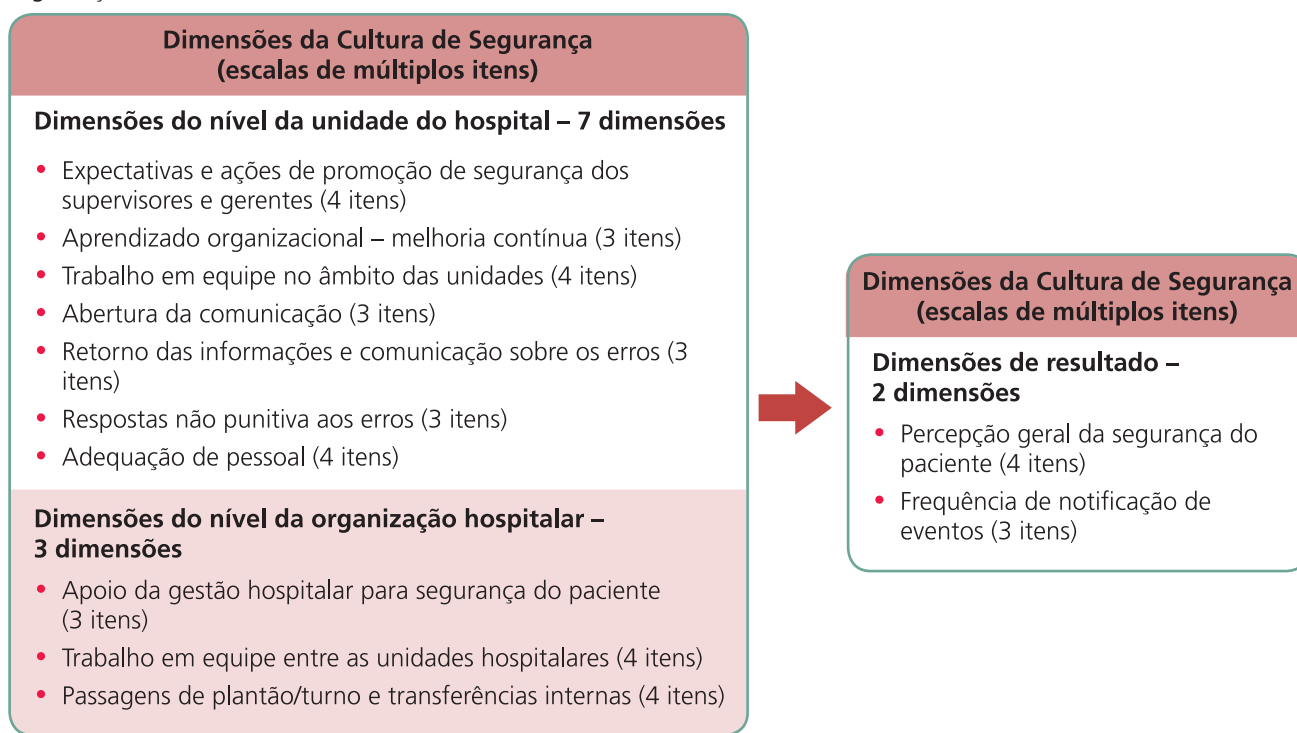 Dimensões da Cultura de Segurança
(escalas de múltiplos itens)
Dimensões do nível da unidade do hospital – 7 dimensões
• Expectativas e ações de promoção de segurança dos
supervisores e gerentes (4 itens)
• Aprendizado organizacional – melhoria contínua (3 itens)
• Trabalho em equipe no âmbito das unidades (4 itens)
• Abertura da comunicação (3 itens)
• Retorno das informações e comunicação sobre os erros (3
itens)
• Respostas não punitiva aos erros (3 itens)
• Adequação de pessoal (4 itens)
Dimensões do nível da organização hospitalar –
3 dimensões
• Apoio da gestão hospitalar para segurança do paciente
(3 itens)
• Trabalho em equipe entre as unidades hospitalares (4 itens)
• Passagens de plantão/turno e transferências internas (4 itens)
Dimensões da Cultura de Segurança
(escalas de múltiplos itens)
Dimensões de resultado –
2 dimensões
• Percepção geral da segurança do
paciente (4 itens)
• Frequência de notificação de
eventos (3 itens)